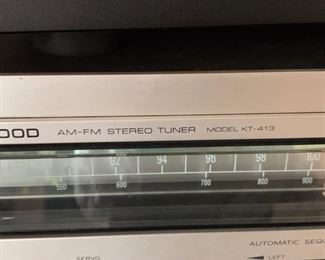 OOD AM-FM STEREO TUNER MODEL KT-413
92 94 96 98 100
550 600 700 800 900
AUTOMATIC SEQU
SERVO LEFT